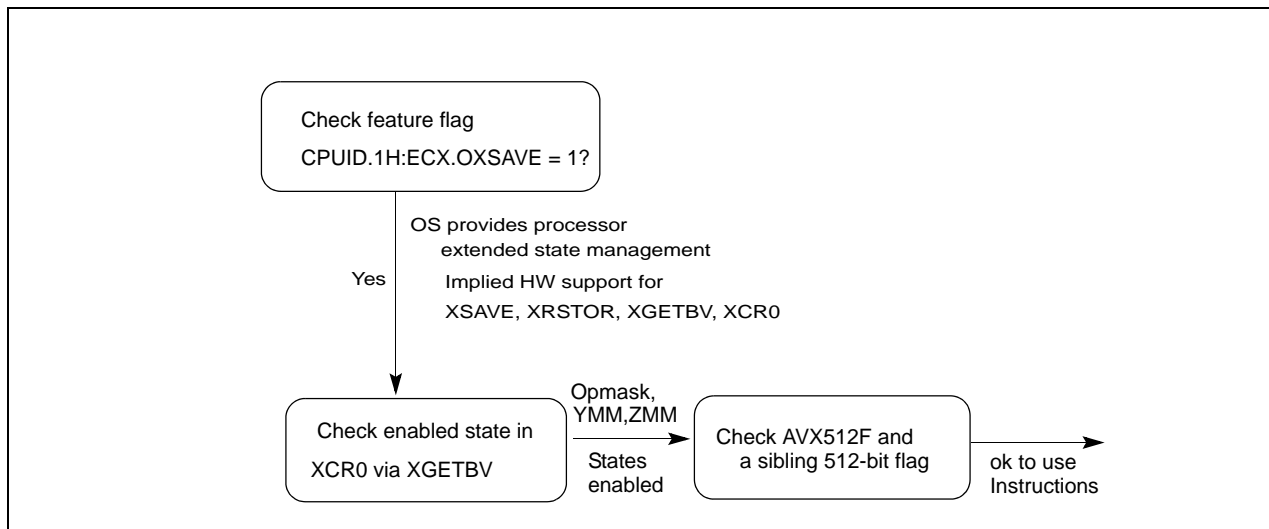 Check feature flag
CPUID.1H:ECX.OXSAVE = 1?
OS provides processor
extended state management
Yes
Implied HW support for
XSAVE, XRSTOR, XGETBV, XCR0
Check enabled state in
XCR0 via XGETBV
Opmask,
YMM,ZMM
States
enabled
Check AVX512F and
a sibling 512-bit flag
ok to use
Instructions